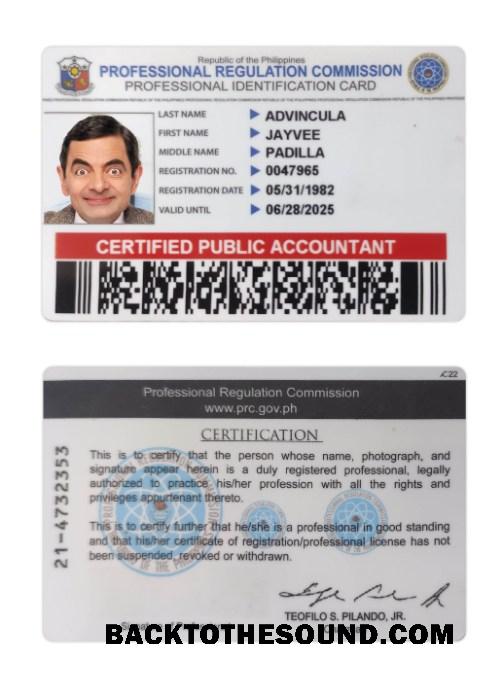 Republic of the Philippines
PROFESSIONAL REGULATION COMMISSION
PROFESSIONAL IDENTIFICATION CARD
LAST NAME ADVINCULA
FIRST NAME JAYVEE
MIDDLE NAME PADILLA
REGISTRATION NO. 0047965
REGISTRATION DATE 05/31/1982
VALID UNTIL 06/28/2025
CERTIFIED PUBLIC ACCOUNTANT
Professional Regulation Commission
www.prc.gov.ph
CERTIFICATION
21-4732353
This is to certify that the person whose name, photograph, and
signature appear herein is a duly registered professional, legally
authorized to practice his/her profession with all the rights and
privileges appurtenant thereto.
This is to certify further that he/she is a professional in good standing
and that his/her certificate of registration/professional license has not
been suspended, revoked or withdrawn.
TEOFILO S. PILANDO, JR.
BACKTOTHESOUND.COM